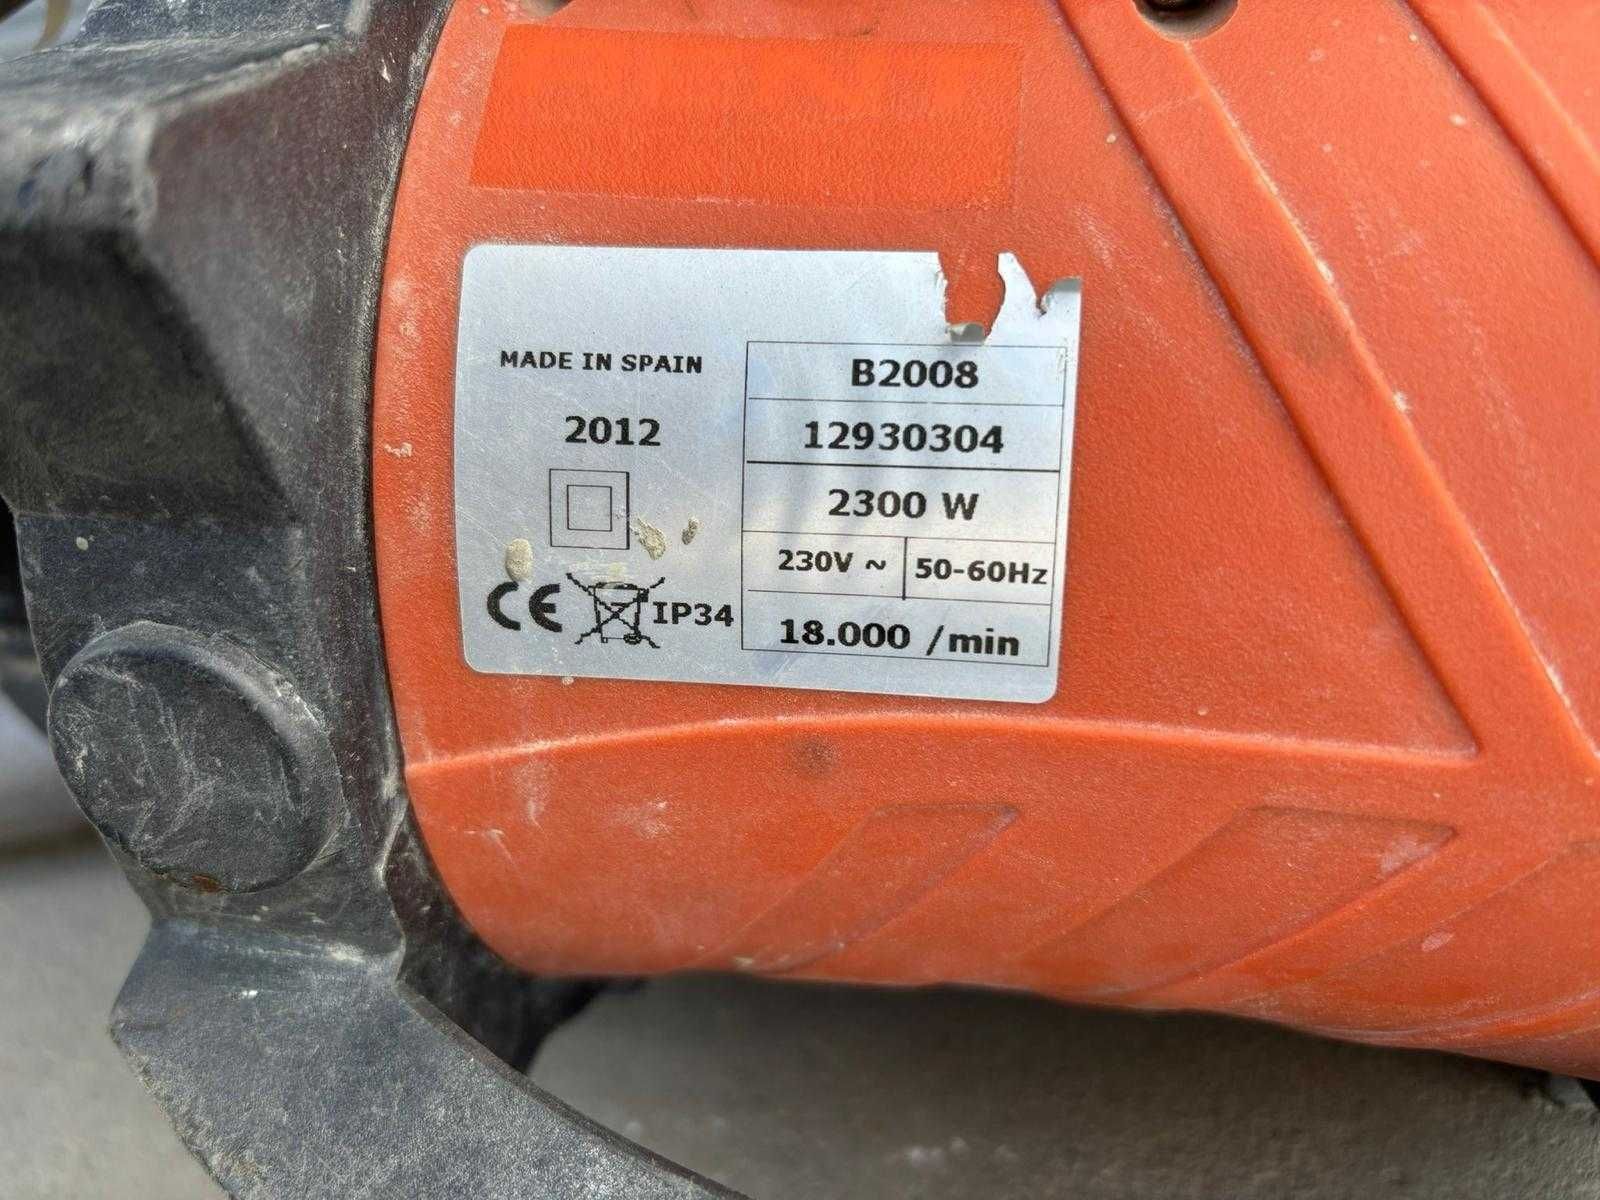 MADE IN SPAIN
2012
CE IP34
B2008
12930304
2300 W
230V ~ 50-60Hz
18.000 /min